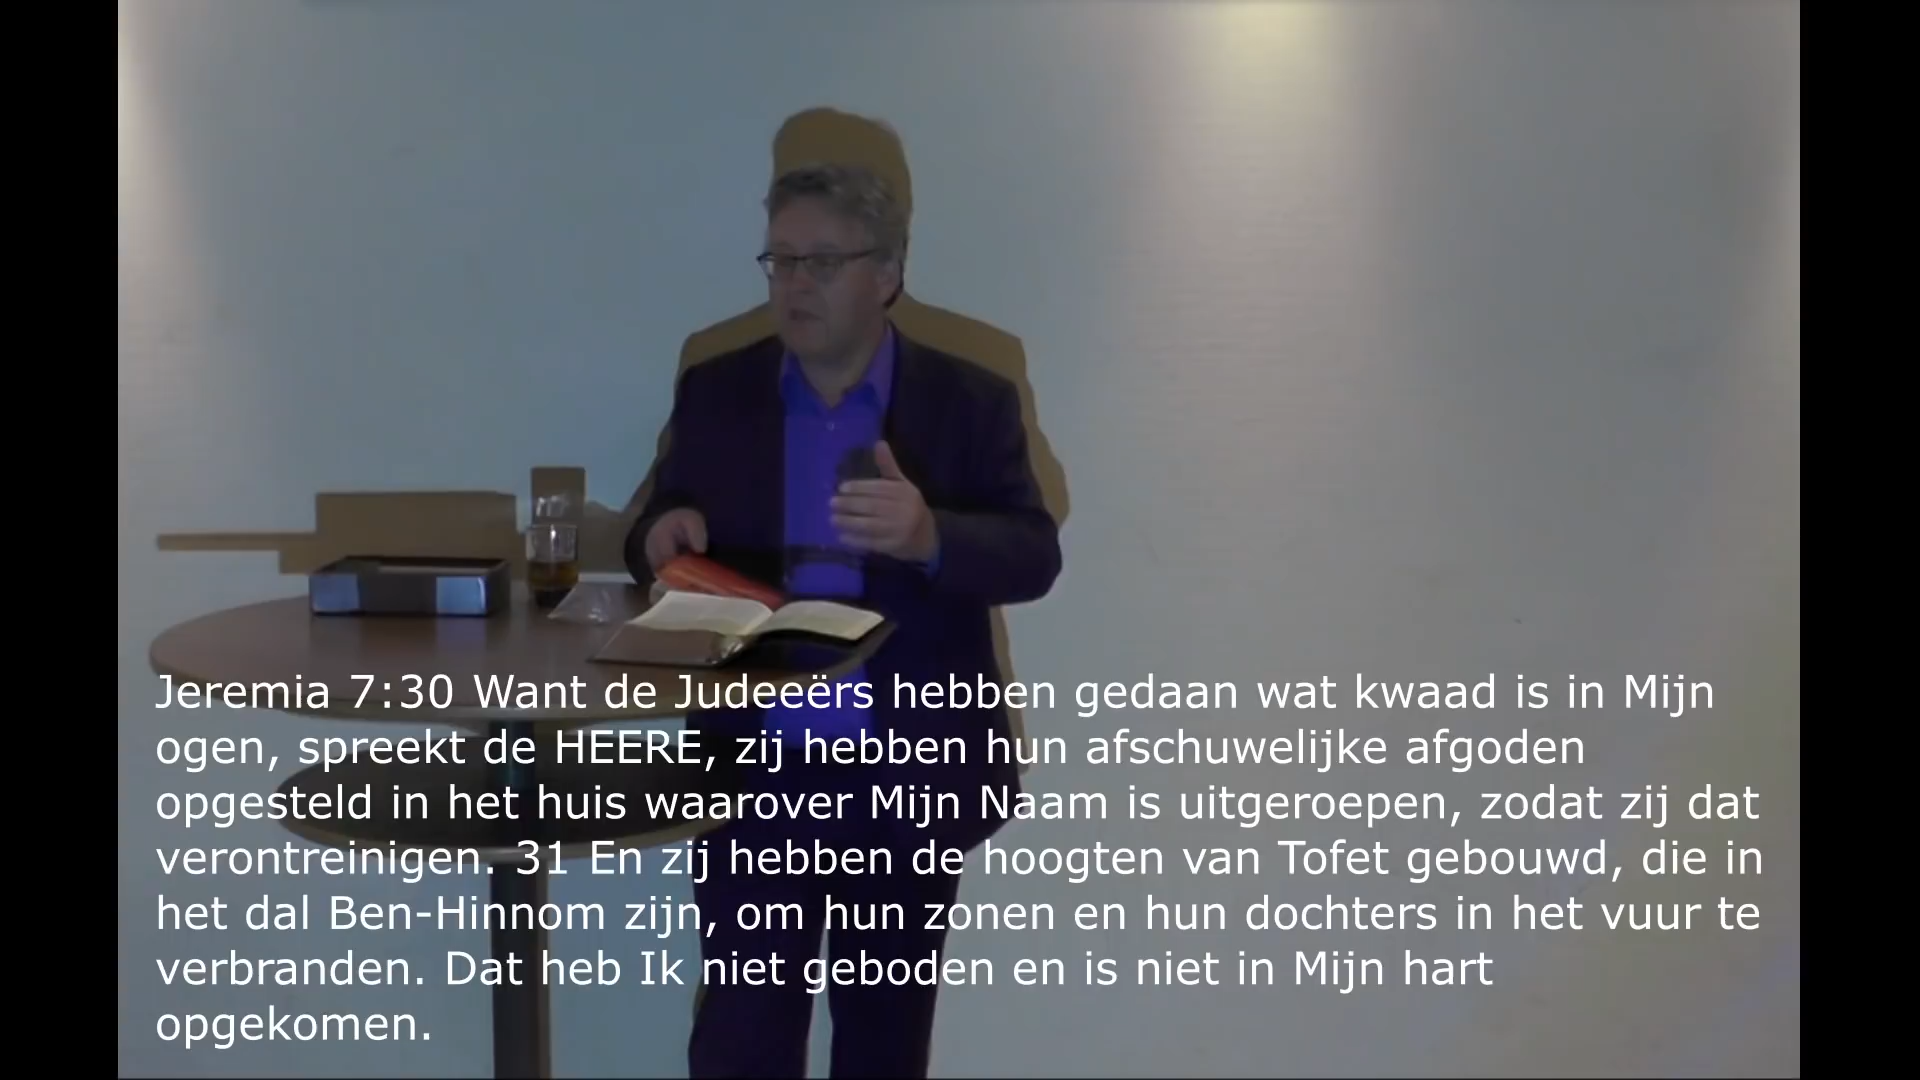 Jeremia 7:30 Want de Judeeërs hebben gedaan wat kwaad is in Mijn
ogen, spreekt de HEERE, zij hebben hun afschuwelijke afgoden
opgesteld in het huis waarover Mijn Naam is uitgeroepen, zodat zij dat
verontreinigen. 31 En zij hebben de hoogten van Tofet gebouwd, die in
het dal Ben-Hinnom zijn, om hun zonen en hun dochters in het vuur te
verbranden. Dat heb Ik niet geboden en is niet in Mijn hart
opgekomen.